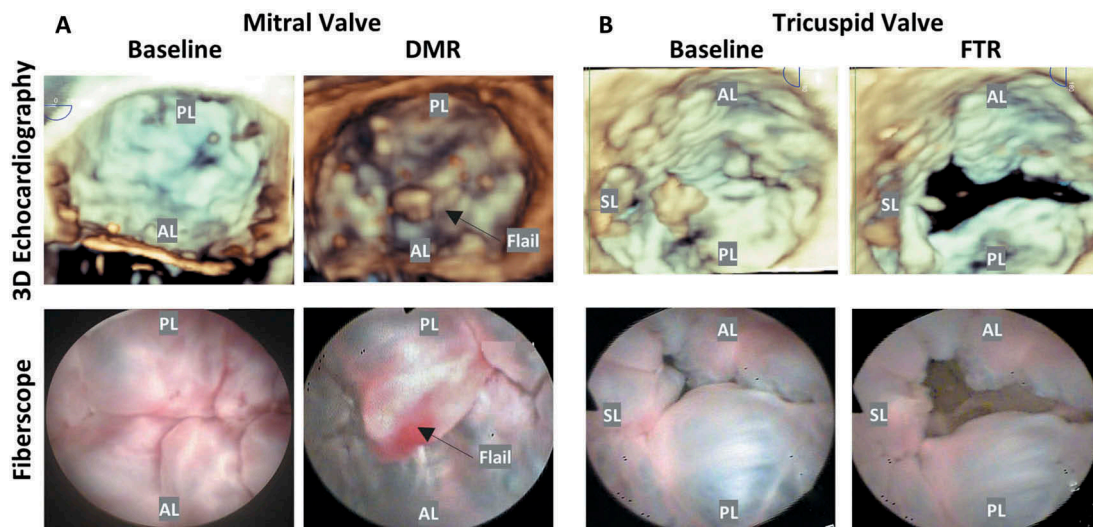 A
Mitral Valve
B
Tricuspid Valve
Baseline
DMR
Baseline
FTR
3D Echocardiography
PL
AL
PL
Flail
AL
AL
SL
PL
AL
SL
PL
Fiberscope
PL
AL
PL
Flail
AL
AL
SL
PL
AL
SL
PL